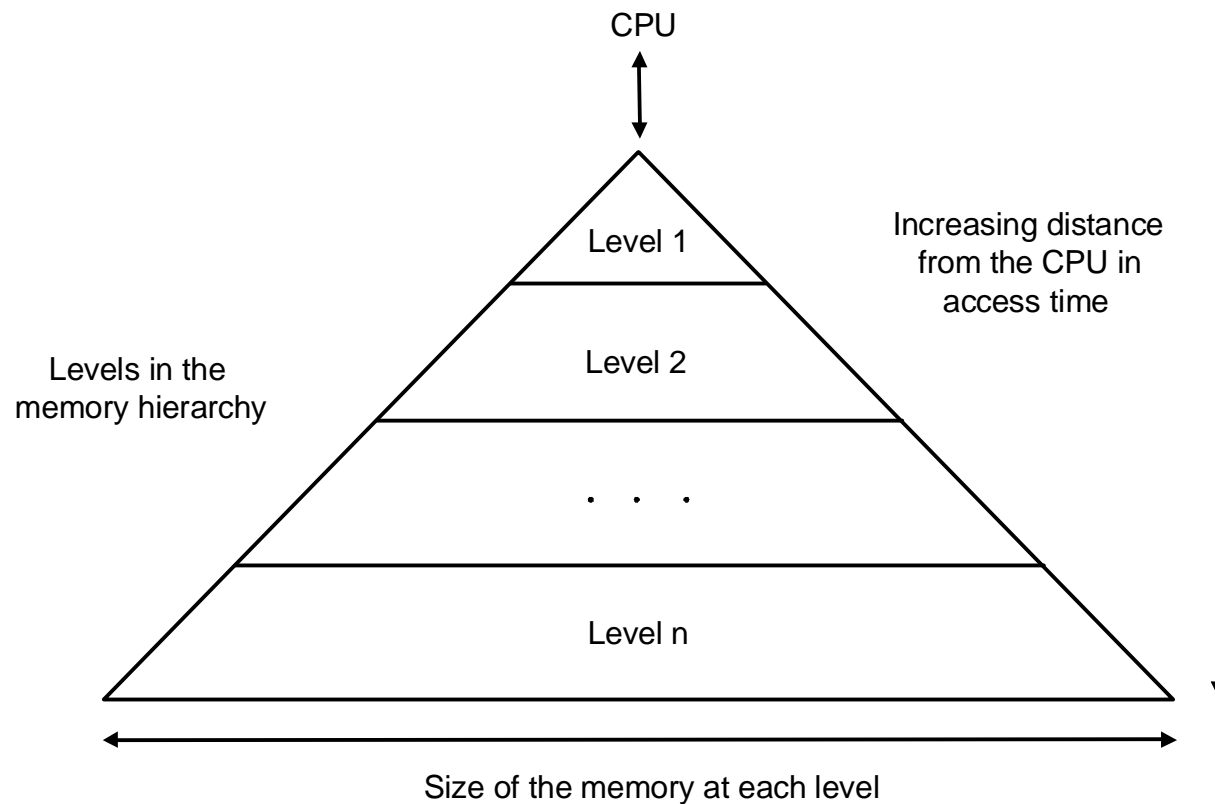 CPU
Level 1
Increasing distance
from the CPU in
access time
Level 2
Levels in the
memory hierarchy
. . .
Level n
Size of the memory at each level